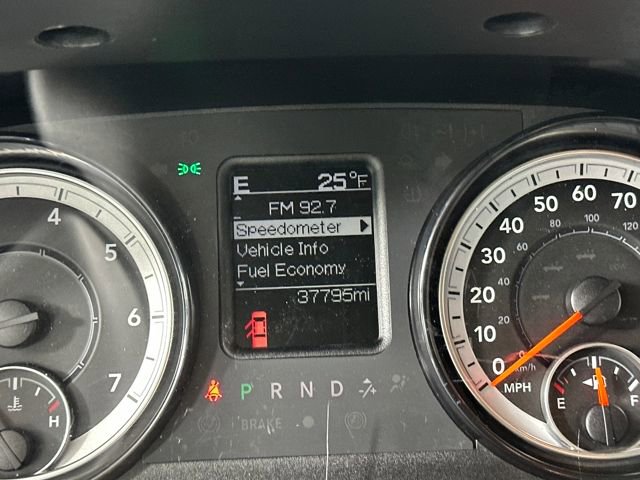 E 25°F
FM 92.7
Speedometer
Vehicle Info
Fuel Economy
37795mi
P R N D -/+
BRAKE
4
5
6
7
H
0
10
20
30
40
50
60
70
20
40
60
80
100
120
km/h
MPH
E F